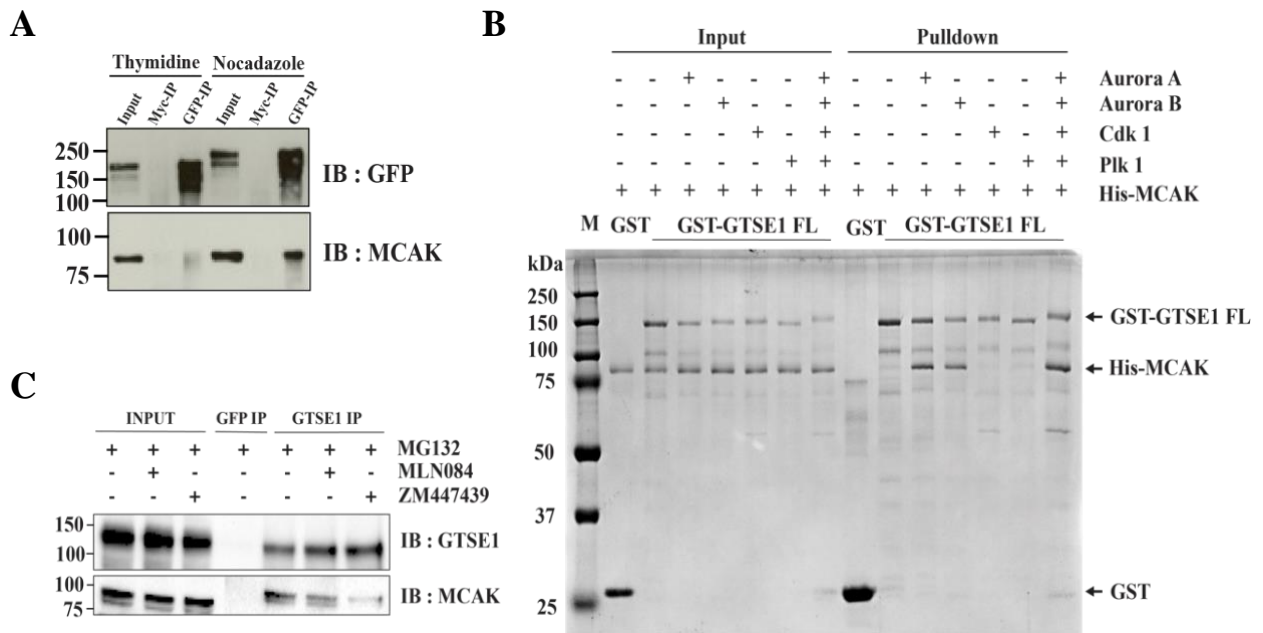 A
Thymidine Nocadazole
Input Myc-IP GFP-IP Input Myc-IP GFP-IP
250
150
100
IB : GFP
100
75
IB : MCAK
B
Input Pulldown
- - + - - - + - - + - - - + Aurora A
- - - + - - + - - - + - - + Aurora B
- - - - + - + - - - - + - + Cdk 1
- - - - - + + - - - - - + + Plk 1
+ + + + + + + + + + + + + + His-MCAK
M GST GST-GTSE1 FL GST GST-GTSE1 FL
kDa
250
150
100
75
50
37
25
← GST-GTSE1 FL
← His-MCAK
← GST
C
INPUT GFP IP GTSE1 IP
+ + + + + + + MG132
- + - - - + - MLN084
- - + - - - + ZM447439
150
100
IB : GTSE1
100
75
IB : MCAK